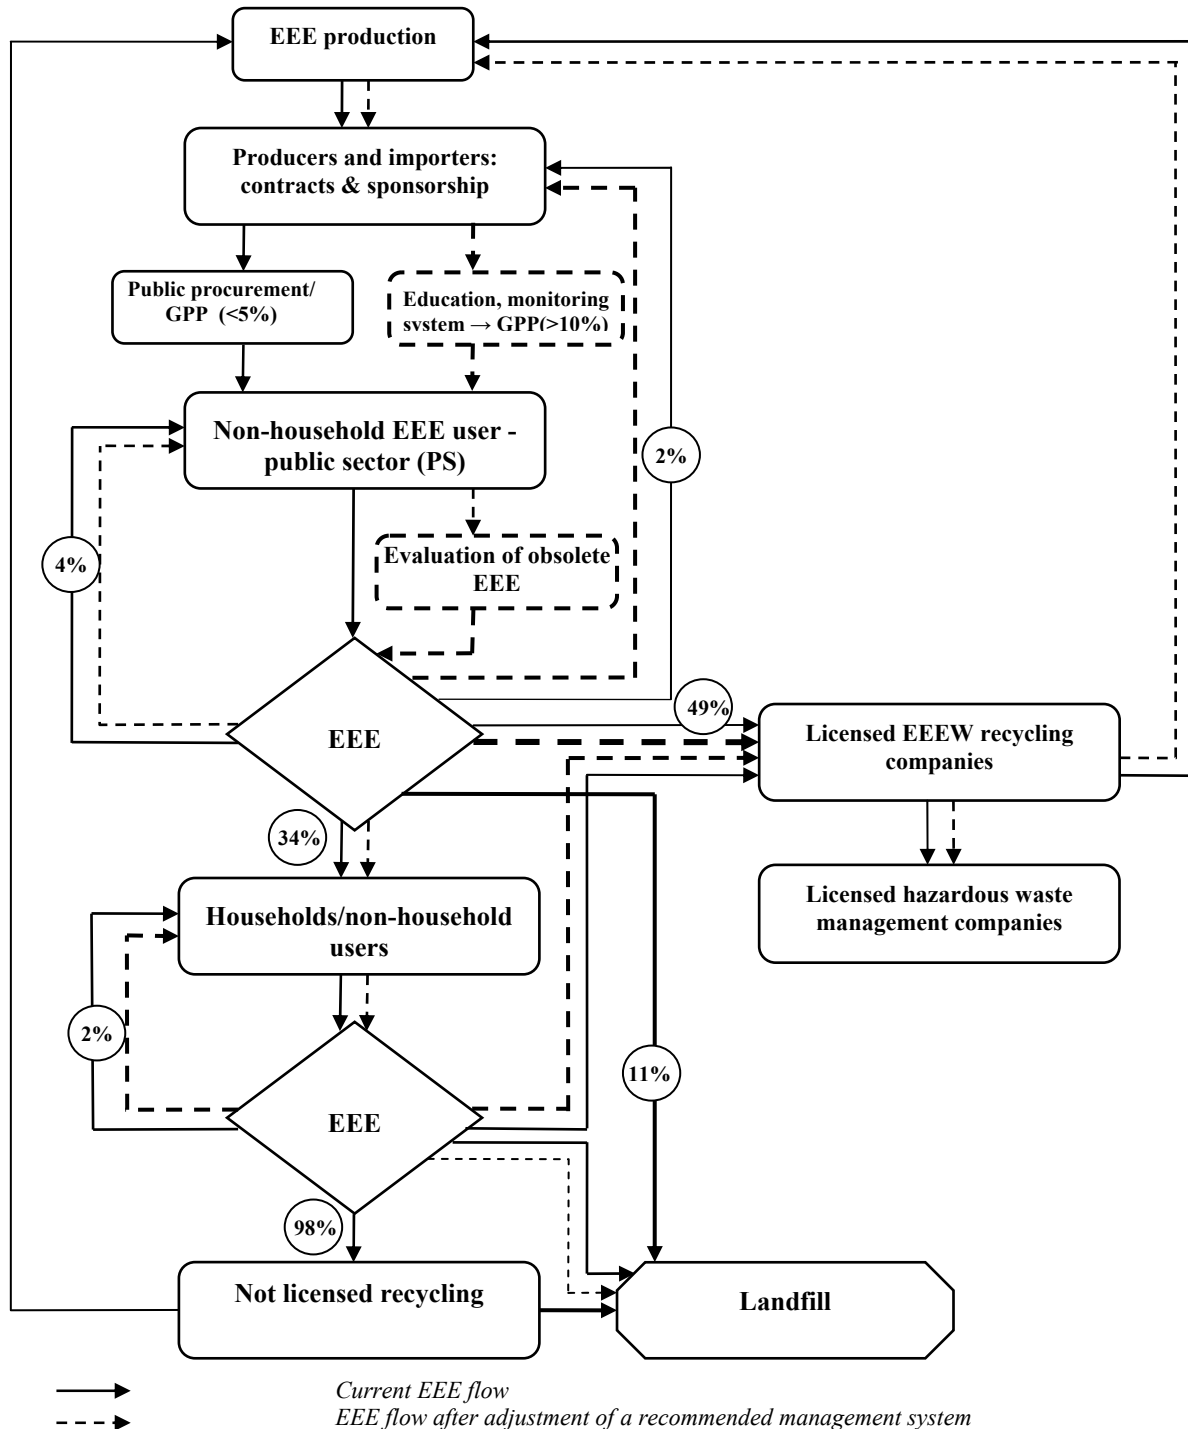 EEE production
Producers and importers:
contracts & sponsorship
Public procurement/
GPP (<5%)
Education, monitoring
system → GPP(>10%)
Non-household EEE user -
public sector (PS)
2%
4%
Evaluation of obsolete
EEE
49%
EEE
Licensed EEEW recycling
companies
34%
Households/non-household
users
Licensed hazardous waste
management companies
2%
11%
EEE
98%
Not licensed recycling
Landfill
Current EEE flow
EEE flow after adjustment of a recommended management system